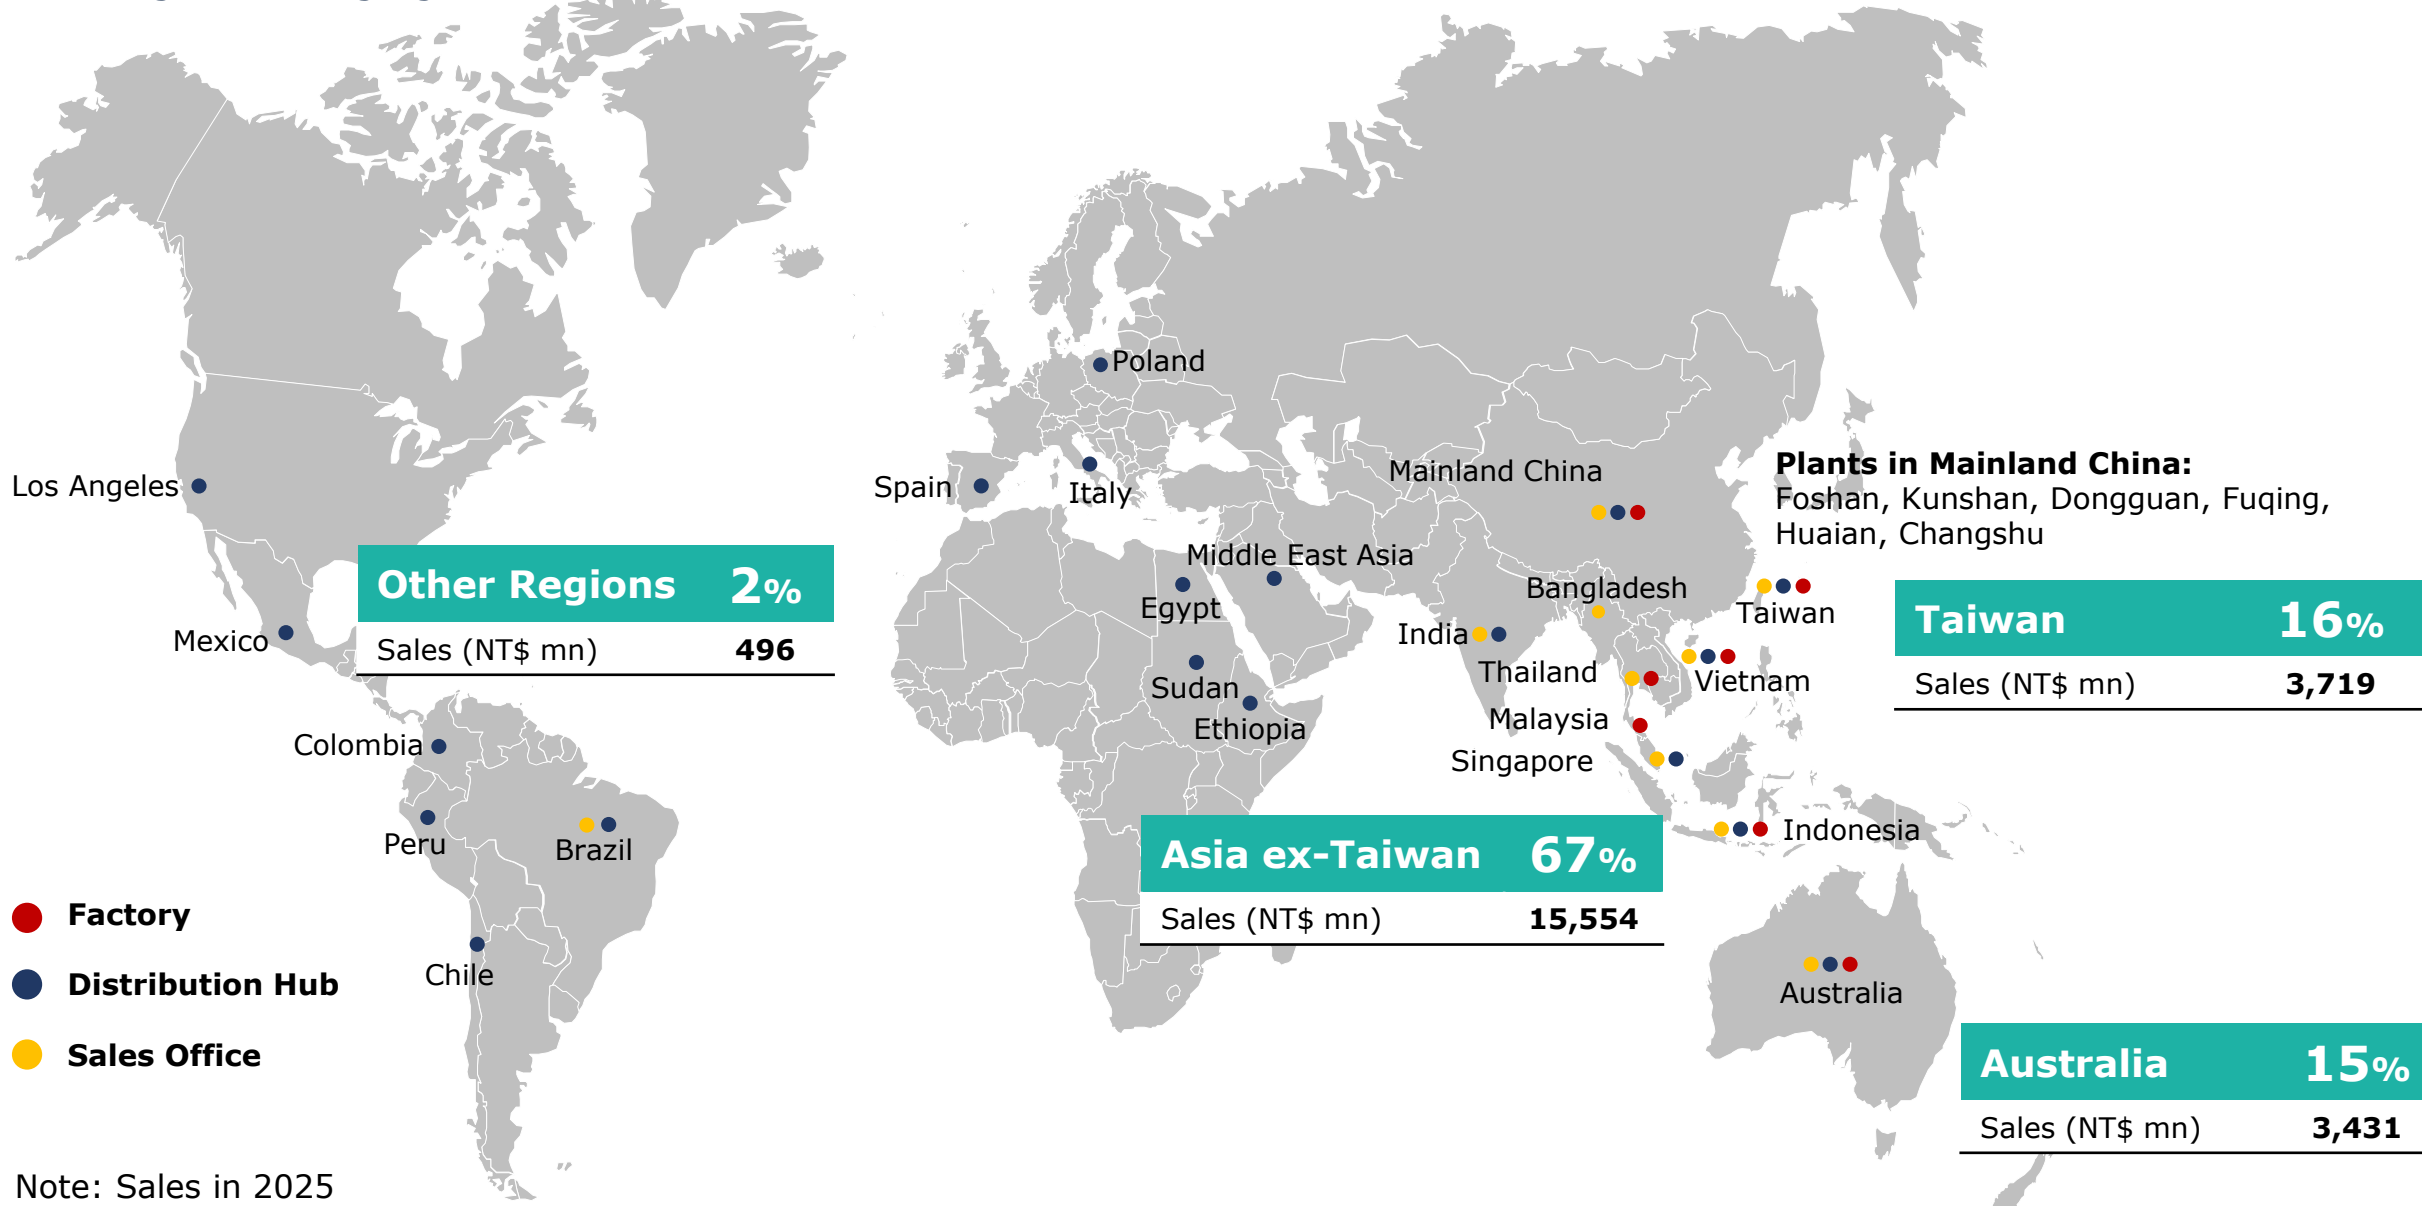 Poland
Los Angeles
Spain
Italy
Mainland China
Plants in Mainland China:
Foshan, Kunshan, Dongguan, Fuqing,
Huaian, Changshu
Middle East Asia
Egypt
Bangladesh
Taiwan
India
Mexico
Other Regions 2%
Sales (NT$ mn) 496
Taiwan 16%
Sales (NT$ mn) 3,719
Thailand
Vietnam
Sudan
Ethiopia
Malaysia
Singapore
Colombia
Peru
Brazil
Indonesia
Asia ex-Taiwan 67%
Sales (NT$ mn) 15,554
Factory
Distribution Hub
Sales Office
Chile
Australia
Australia 15%
Sales (NT$ mn) 3,431
Note: Sales in 2025